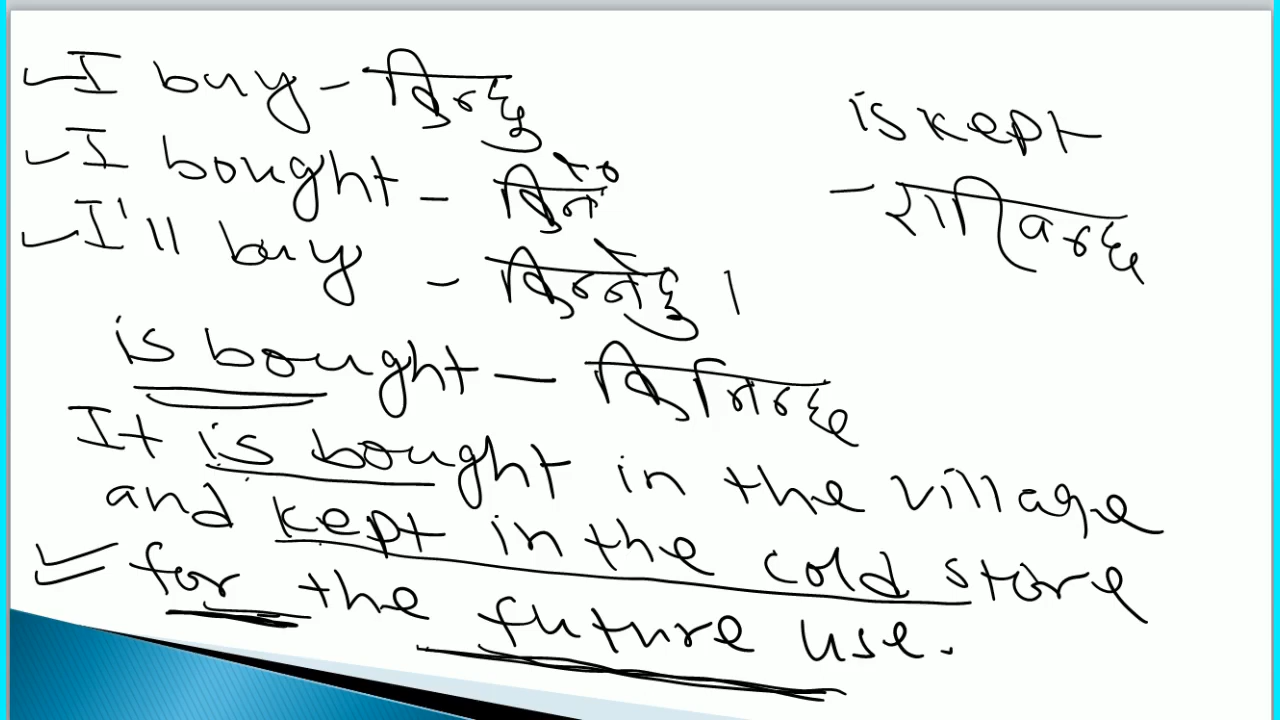 I buy - किन्छु
I bought - किनें
I'll buy - किन्नेछु ।
is bought - किनिन्छ
It is bought in the village
and kept in the cold store
for the future use.
is kept
- राखिन्छ